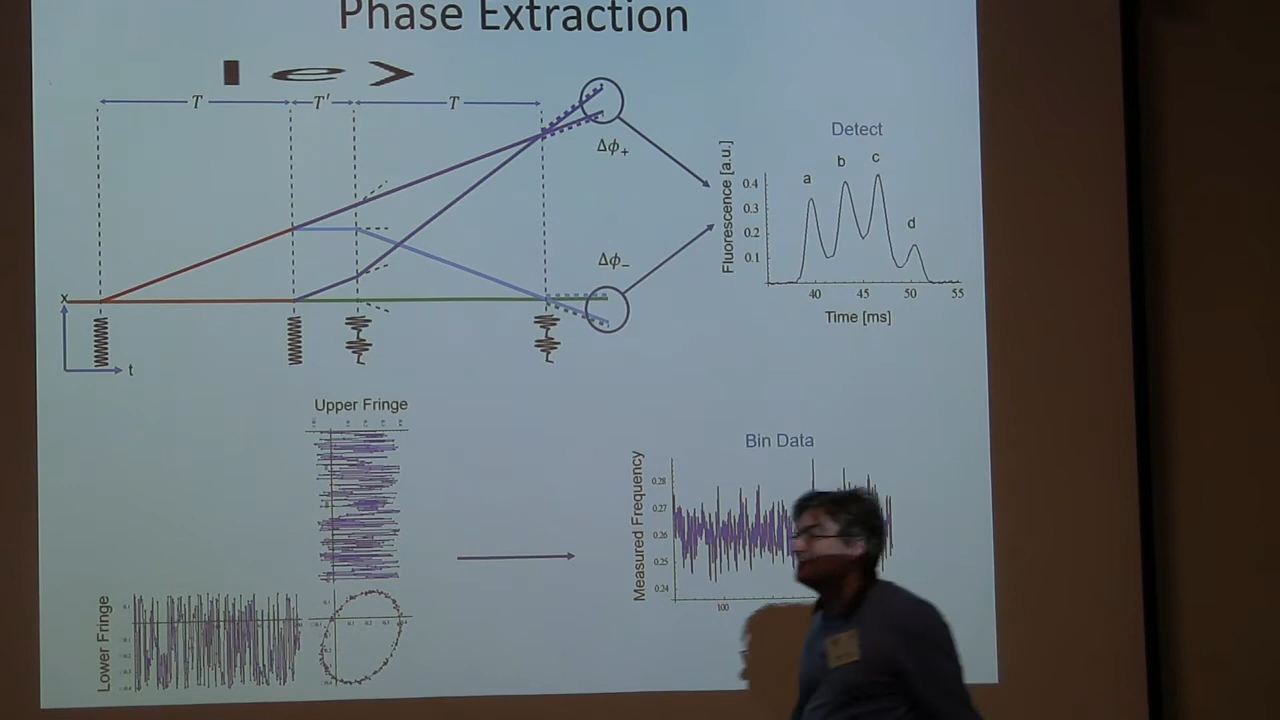 Phase Extraction
| e >
T T' T
Δϕ₊
Δϕ₋
x
t
Detect
Fluorescence [a.u.]
a b c d
0.4
0.3
0.2
0.1
40 45 50 55
Time [ms]
Upper Fringe
Lower Fringe
Bin Data
Measured Frequency
0.28
0.27
0.26
0.25
0.24
100